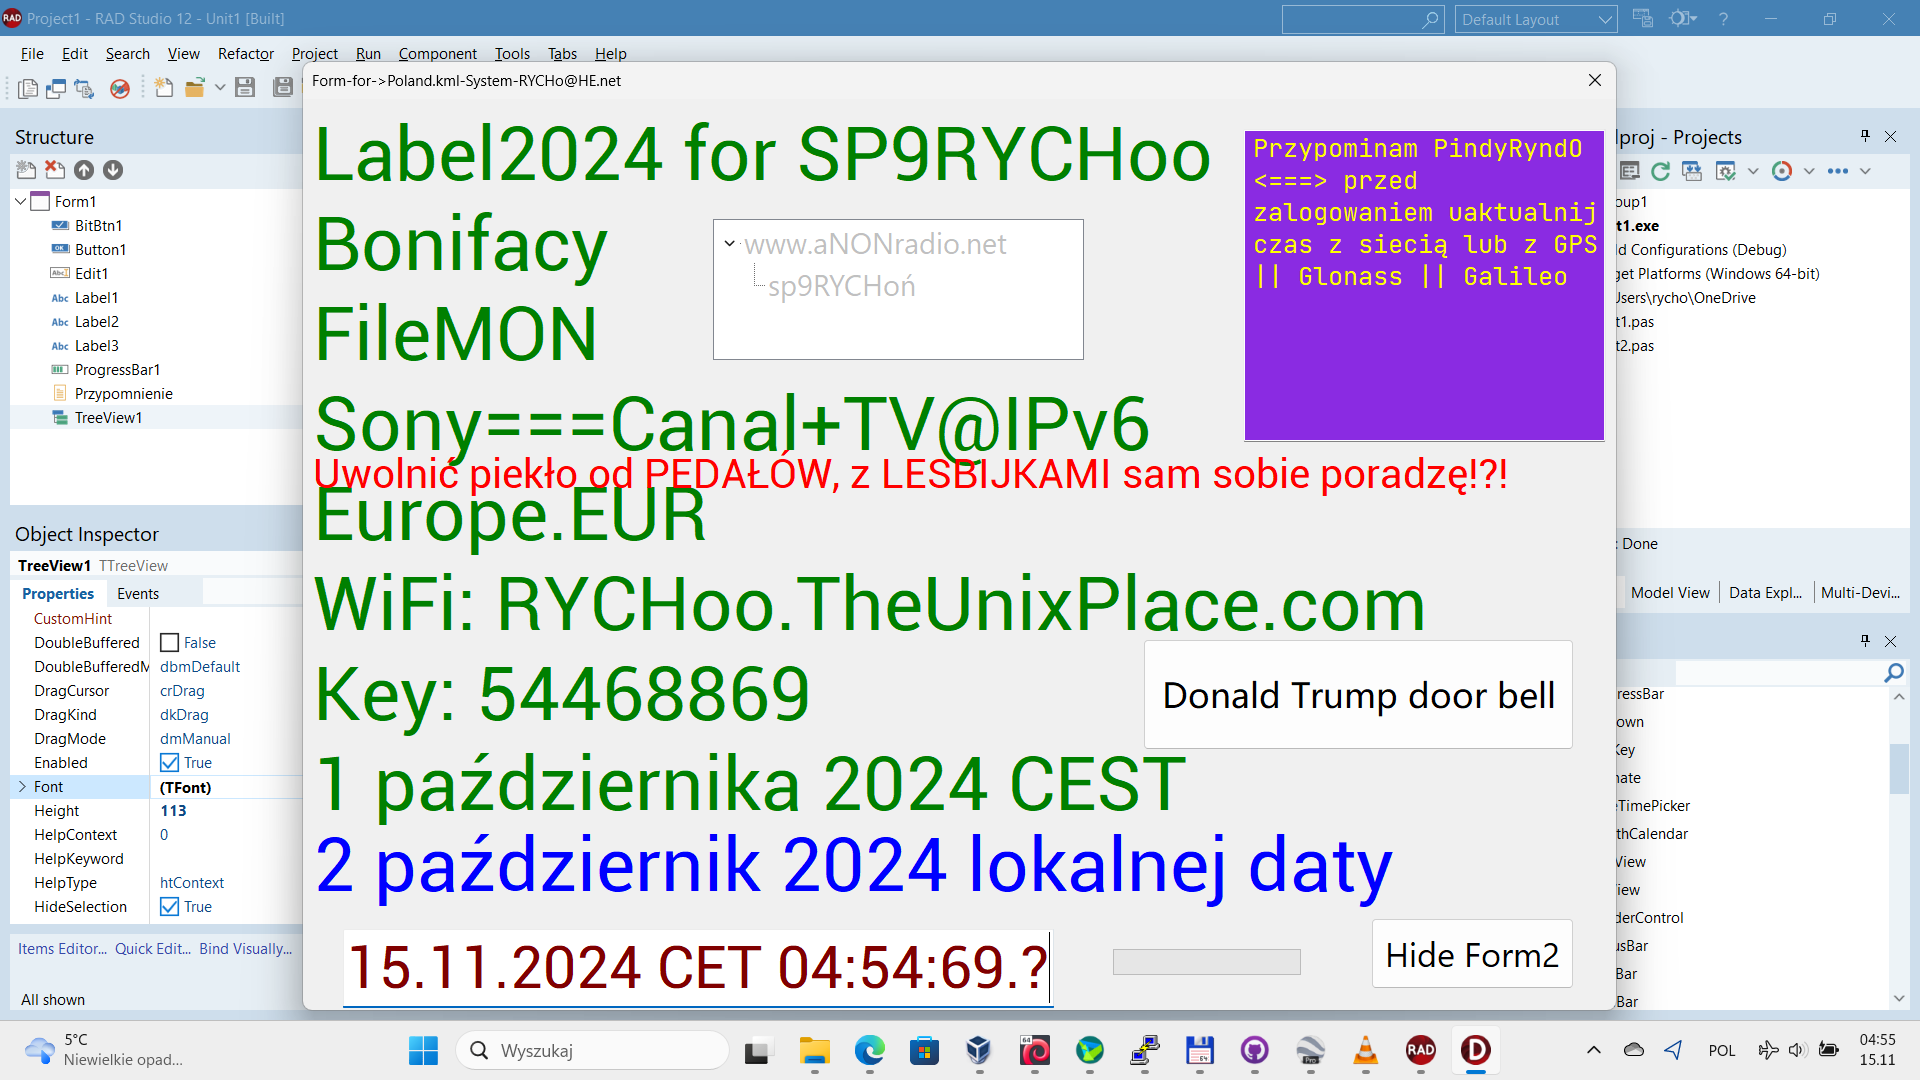 Project1 - RAD Studio 12 - Unit1 [Built]
Default Layout
File Edit Search View Refactor Project Run Component Tools Tabs Help
Form-for->Poland.kml-System-RYCHo@HE.net
Structure
Form1
BitBtn1
Button1
Edit1
Label1
Label2
Label3
ProgressBar1
Przypomnienie
TreeView1
Object Inspector
TreeView1 TTreeView
Properties Events
CustomHint
DoubleBuffered False
DoubleBufferedM dbmDefault
DragCursor crDrag
DragKind dkDrag
DragMode dmManual
Enabled True
Font (TFont)
Height 113
HelpContext 0
HelpKeyword
HelpType htContext
HideSelection True
Items Editor... Quick Edit... Bind Visually...
All shown
Label2024 for SP9RYCHoo
Bonifacy
FileMON
Sony===Canal+TV@IPv6
Uwolnić piekło od PEDAŁÓW, z LESBIJKAMI sam sobie poradzę!?!
Europe.EUR
WiFi: RYCHoo.TheUnixPlace.com
Key: 54468869
1 października 2024 CEST
2 październik 2024 lokalnej daty
15.11.2024 CET 04:54:69.?
www.aNONradio.net
sp9RYCHoń
Przypominam PindyRyndO
<===> przed
zalogowaniem uaktualnij
czas z siecią lub z GPS
|| Glonass || Galileo
Donald Trump door bell
Hide Form2
lproj - Projects
oup1
t1.exe
ld Configurations (Debug)
get Platforms (Windows 64-bit)
Users\rycho\OneDrive
t1.pas
t2.pas
: Done
Model View Data Expl... Multi-Devi...
ressBar
own
Key
nate
eTimePicker
thCalendar
View
iew
derControl
usBar
Bar
Bar
5°C
Niewielkie opad...
Wyszukaj
POL
04:55
15.11